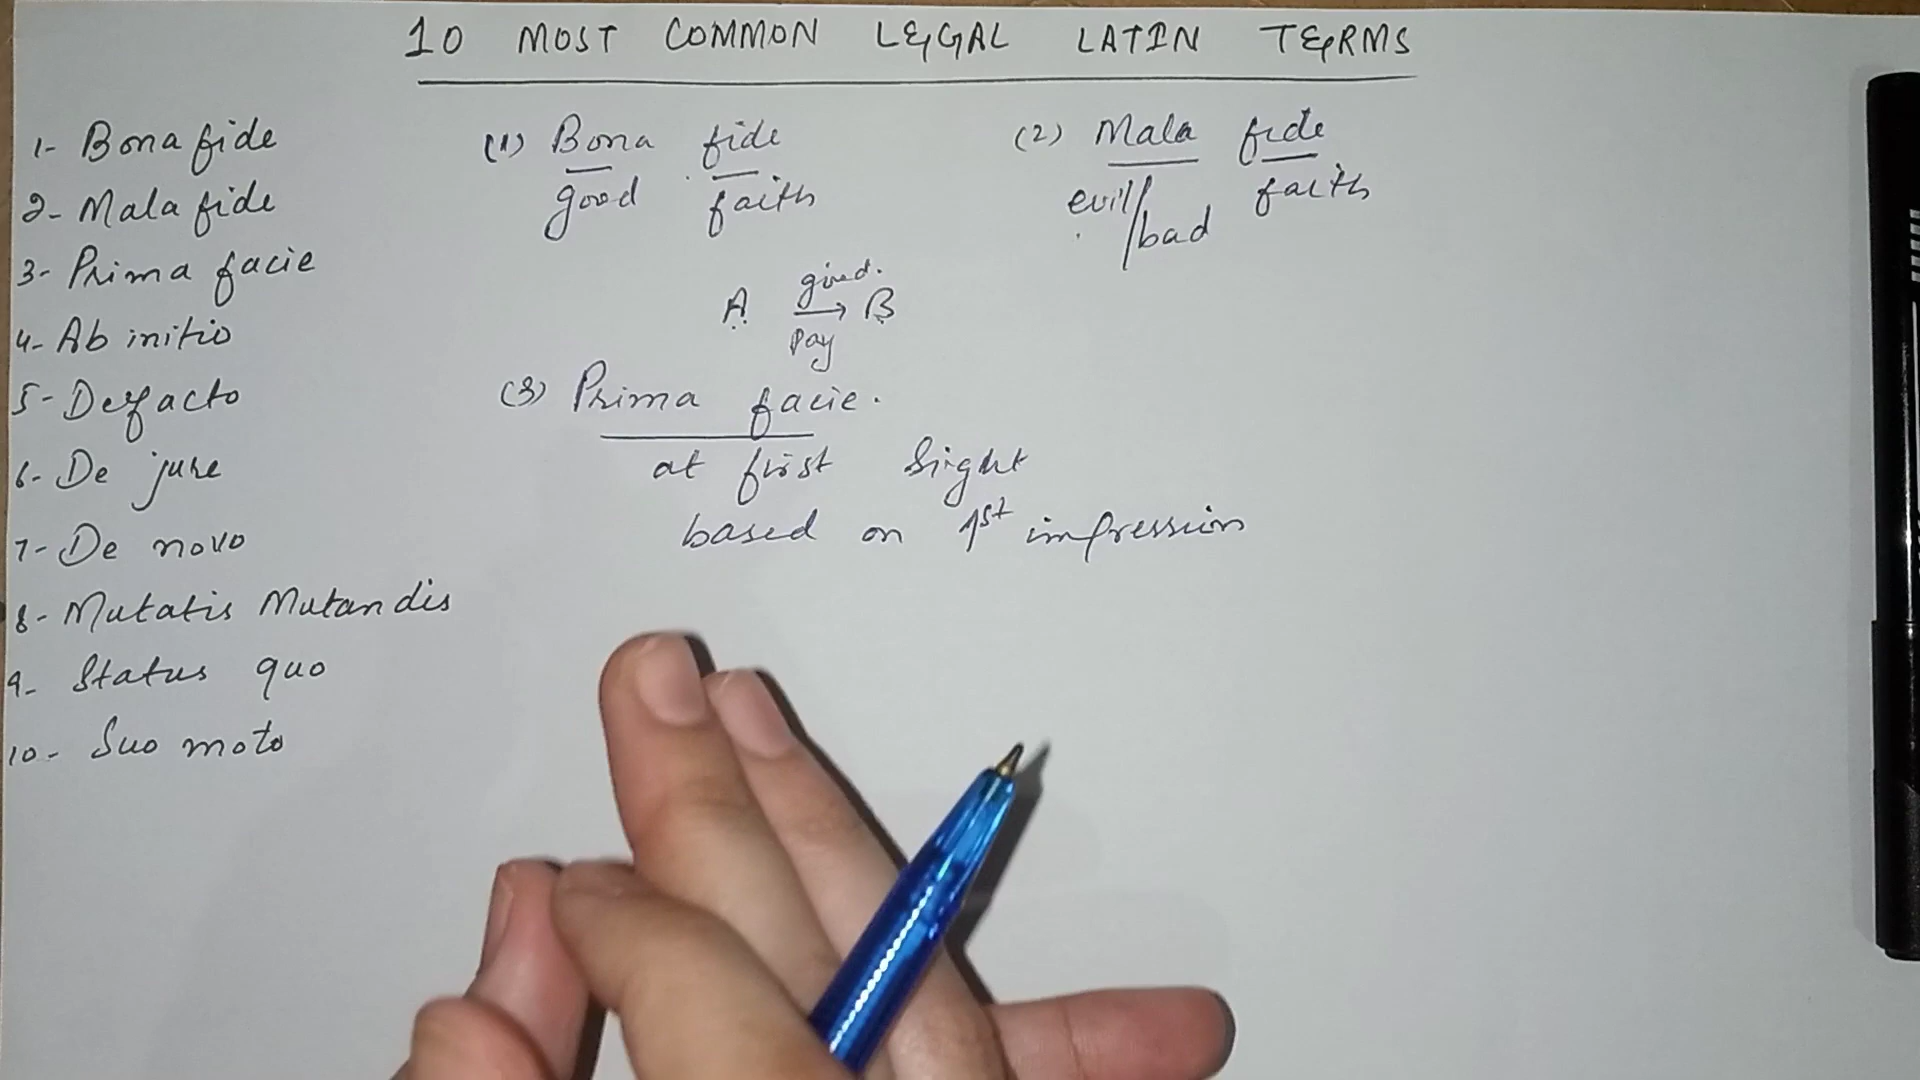 10 MOST COMMON LEGAL LATIN TERMS
1- Bona fide
2- Mala fide
3- Prima facie
4- Ab initio
5- Defacto
6- De jure
7- De novo
8- Mutatis Mutandis
9- Status quo
10- Suo moto
(1) Bona fide
good faith
(2) Mala fide
evil/
/bad faith
A good. → B
pay
(3) Prima facie.
at first sight
based on 1st impression